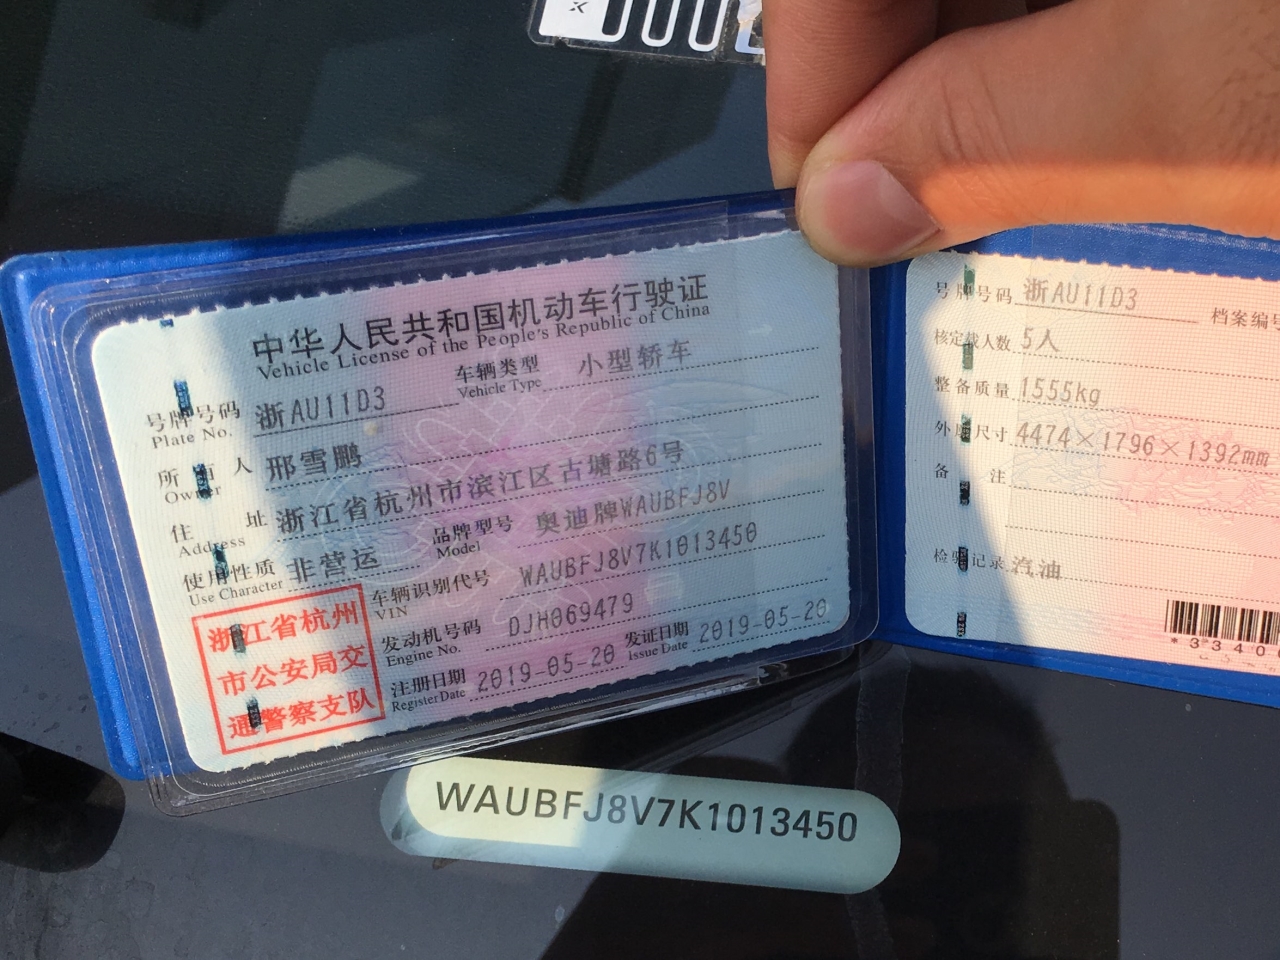 中华人民共和国机动车行驶证
Vehicle License of the People's Republic of China
号牌号码 浙AU11D3 车辆类型 小型轿车
Plate No. Vehicle Type
所有人 邢雪鹏
Owner
住址 浙江省杭州市滨江区古塘路6号
Address
使用性质 非营运 品牌型号 奥迪牌WAUBFJ8V
Use Character Model
车辆识别代号 WAUBFJ8V7K1013450
VIN
发动机号码 DJH069479
Engine No.
注册日期 2019-05-20 发证日期 2019-05-20
Register Date Issue Date
浙江省杭州
市公安局交
通警察支队
号牌号码 浙AU11D3 档案编号
核定载人数 5人
整备质量 1555kg
外廓尺寸 4474×1796×1392mm
备注
检验记录 汽油
*33400
WAUBFJ8V7K1013450